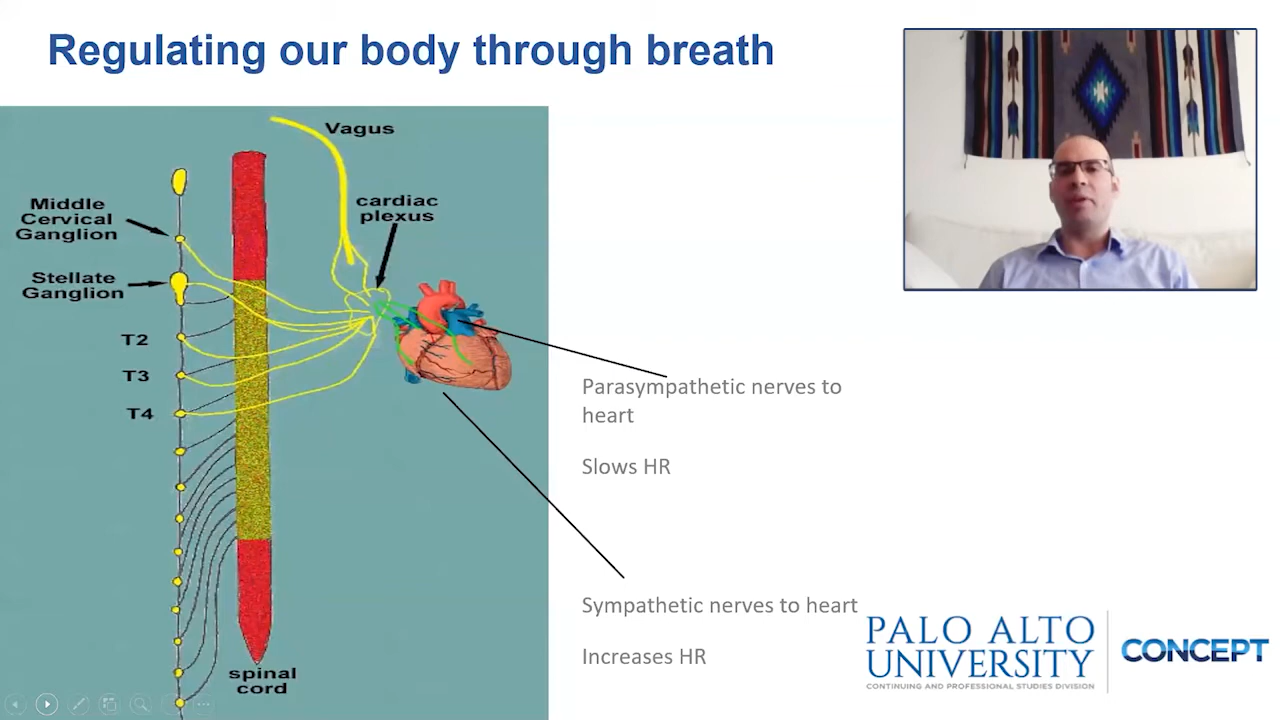 Regulating our body through breath
Vagus
cardiac
plexus
Middle
Cervical
Ganglion
Stellate
Ganglion
T2
T3
T4
spinal
cord
Parasympathetic nerves to
heart
Slows HR
Sympathetic nerves to heart
Increases HR
PALO ALTO
UNIVERSITY
CONTINUING AND PROFESSIONAL STUDIES DIVISION
CONCEPT